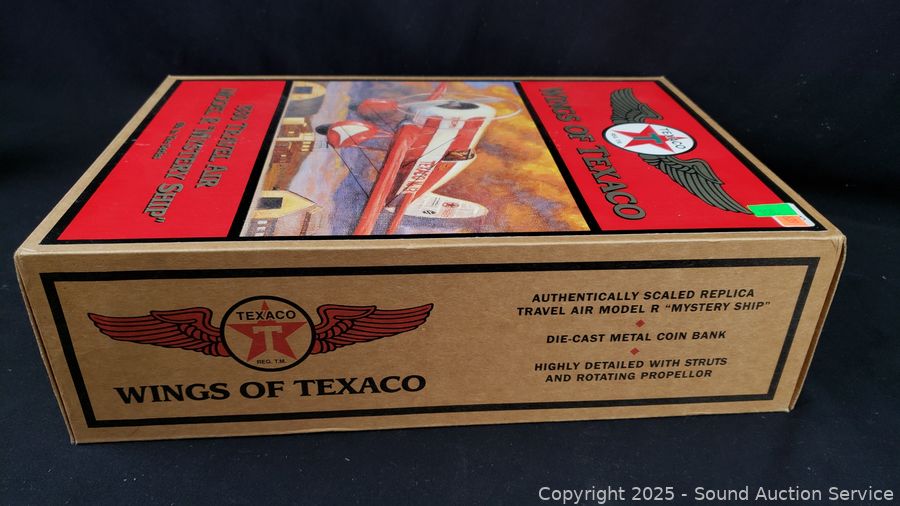 WINGS OF TEXACO
TEXACO
1930 TRAVEL AIR
MODEL R "MYSTERY SHIP"
TEXACO
TEXACO
REG. T.M.
WINGS OF TEXACO
AUTHENTICALLY SCALED REPLICA
TRAVEL AIR MODEL R "MYSTERY SHIP"
DIE-CAST METAL COIN BANK
HIGHLY DETAILED WITH STRUTS
AND ROTATING PROPELLOR
Copyright © 2025 - Sound Auction Service